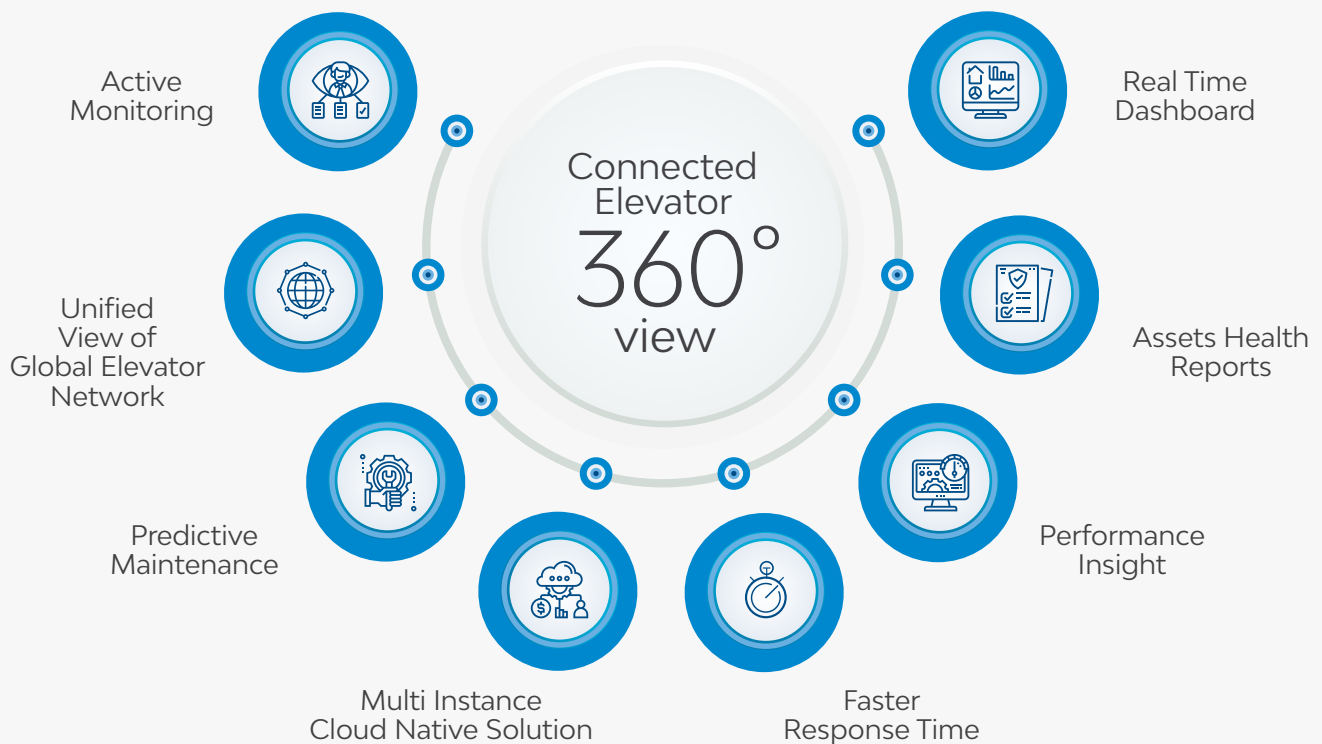 Connected
Elevator
360°
view
Active
Monitoring
Unified
View of
Global Elevator
Network
Predictive
Maintenance
Multi Instance
Cloud Native Solution
Faster
Response Time
Performance
Insight
Assets Health
Reports
Real Time
Dashboard